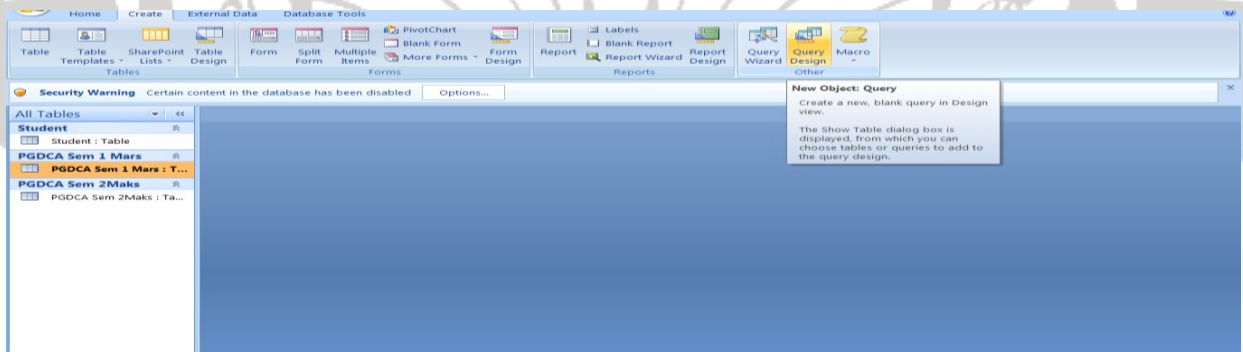 Home Create External Data Database Tools
Table
Table Templates
SharePoint Lists
Table Design
Tables
Form
Split Form
Multiple Items
PivotChart
Blank Form
More Forms
Form Design
Forms
Report
Labels
Blank Report
Report Wizard
Report Design
Reports
Query Wizard
Query Design
Macro
Other
Security Warning Certain content in the database has been disabled Options...
New Object: Query
Create a new, blank query in Design
view.
The Show Table dialog box is
displayed, from which you can
choose tables or queries to add to
the query design.
All Tables
Student
Student : Table
PGDCA Sem 1 Mars
PGDCA Sem 1 Mars : T...
PGDCA Sem 2Maks
PGDCA Sem 2Maks : Ta...